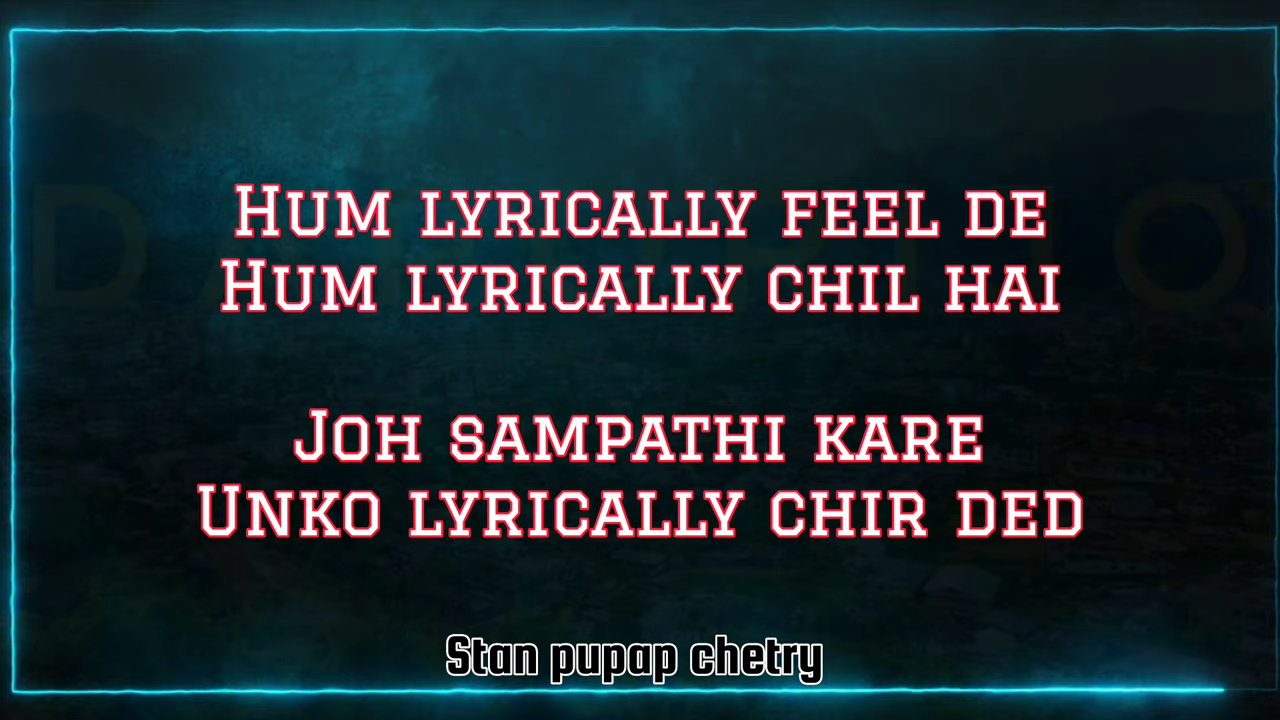 Hum lyrically feel de
Hum lyrically chil hai
Joh sampathi kare
Unko lyrically chir ded
Stan pupap chetry